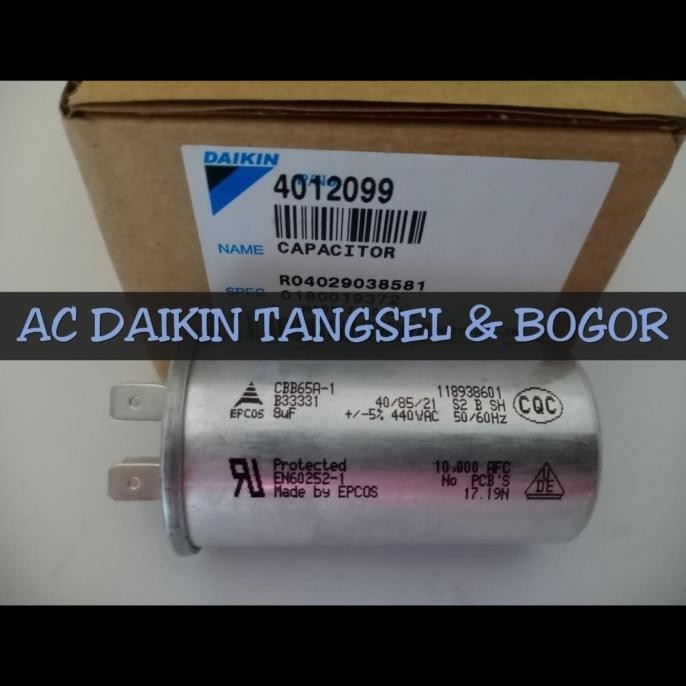 DAIKIN
P/No
4012099
NAME CAPACITOR
R04029038581
SPEC 0180019372
AC DAIKIN TANGSEL & BOGOR
EPCOS
CBB65A-1
B33331
8uF
118938601
40/85/21 S2 B SH
+/-5% 440VAC 50/60Hz
CQC
Protected
EN60252-1
Made by EPCOS
10,000 AFC
No PCB'S
17.19N
DE